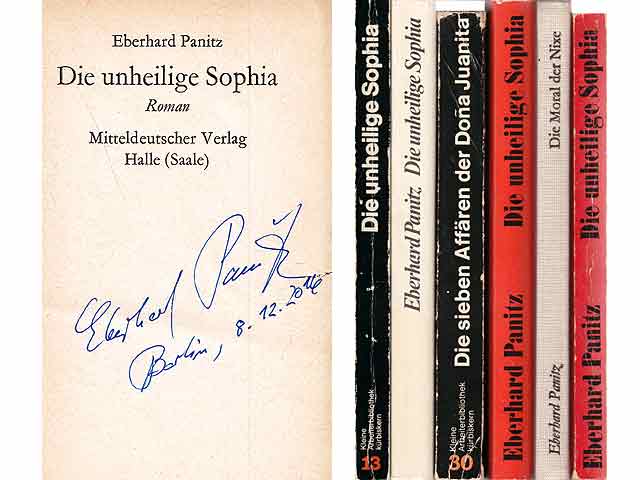 Eberhard Panitz
Die unheilige Sophia
Roman
Mitteldeutscher Verlag
Halle (Saale)
Eberhard Panitz
Berlin, 8.12.2014
Die unheilige Sophia
Kleine
Arbeiterbibliothek
kürbiskern
13
Eberhard Panitz Die unheilige Sophia
Die sieben Affären der Doña Juanita
Kleine
Arbeiterbibliothek
kürbiskern
30
Eberhard Panitz Die unheilige Sophia
Eberhard Panitz Die Moral der Nixe
Eberhard Panitz Die unheilige Sophia